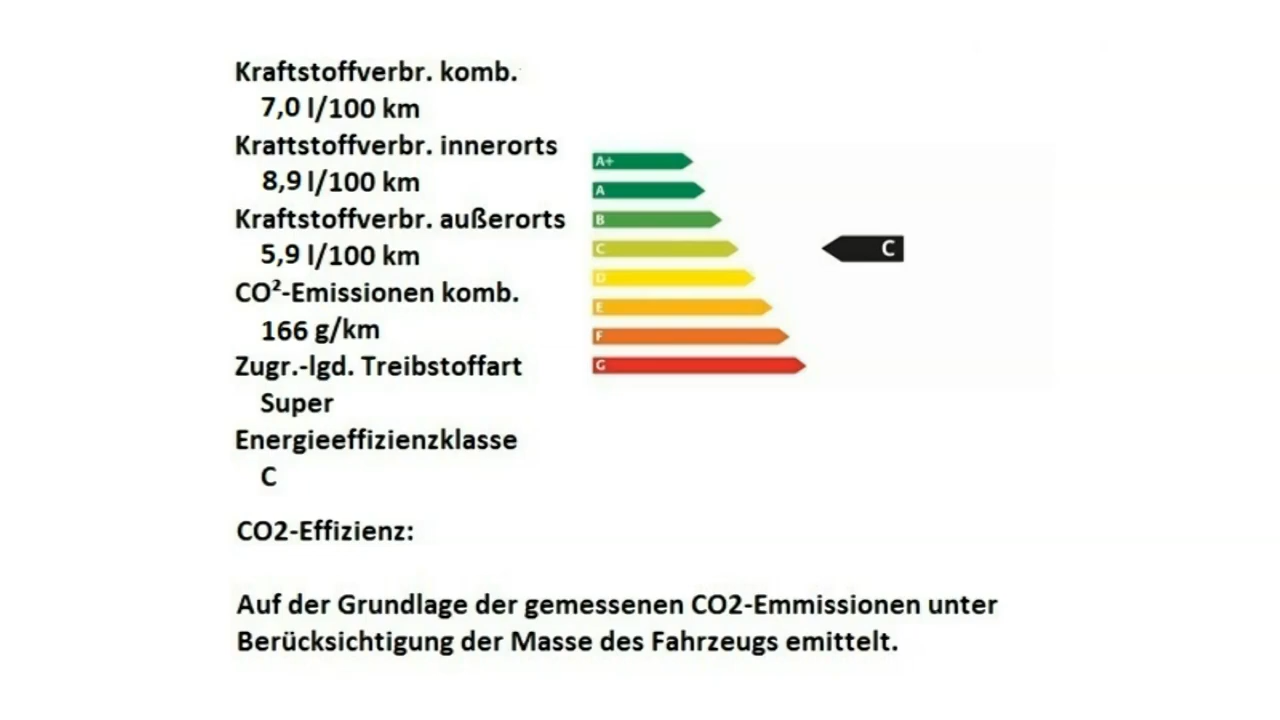 Kraftstoffverbr. komb.
7,0 l/100 km
Krattstoffverbr. innerorts
8,9 l/100 km
Kraftstoffverbr. außerorts
5,9 l/100 km
CO²-Emissionen komb.
166 g/km
Zugr.-lgd. Treibstoffart
Super
Energieeffizienzklasse
C
A+
A
B
C
D
E
F
G
C
CO2-Effizienz:
Auf der Grundlage der gemessenen CO2-Emmissionen unter
Berücksichtigung der Masse des Fahrzeugs emittelt.